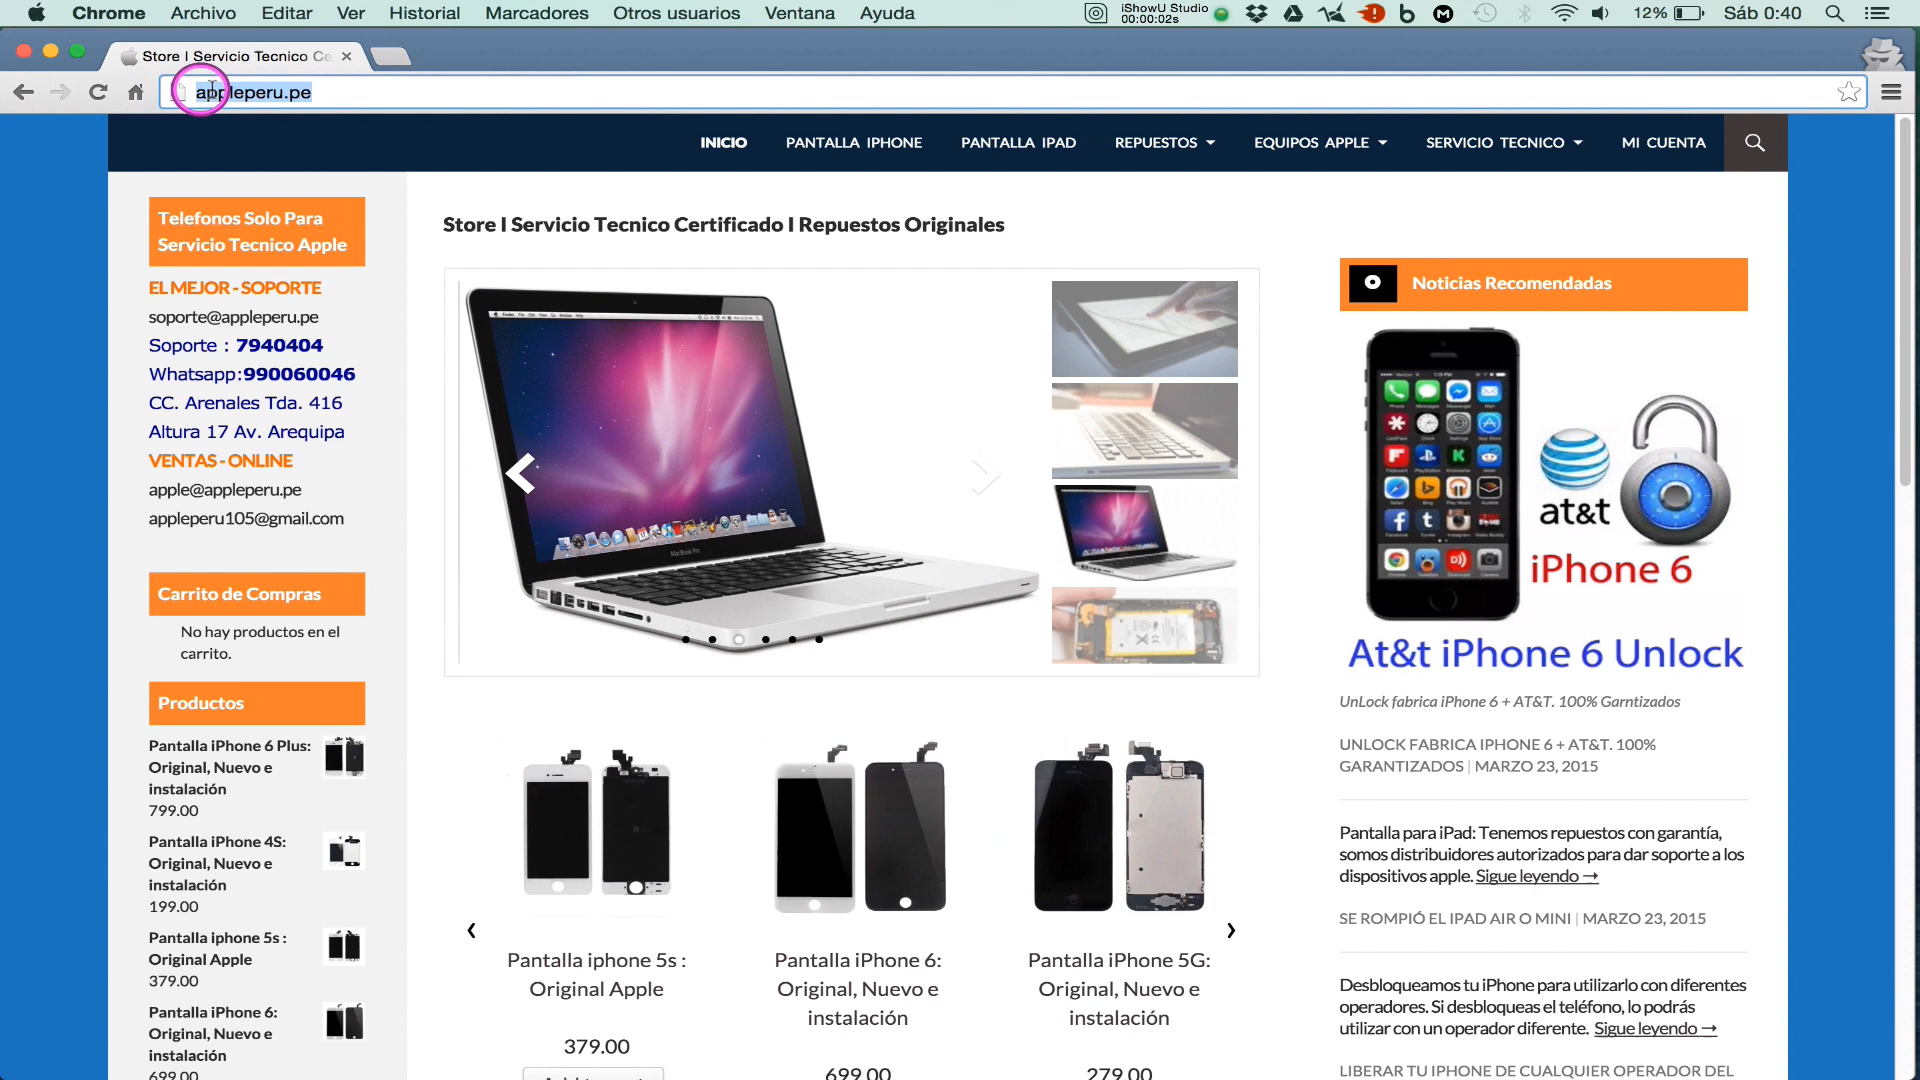 Chrome Archivo Editar Ver Historial Marcadores Otros usuarios Ventana Ayuda
iShowU Studio
00:00:02s
12% Sáb 0:40
Store I Servicio Tecnico Ce
appleperu.pe
INICIO PANTALLA IPHONE PANTALLA IPAD REPUESTOS EQUIPOS APPLE SERVICIO TECNICO MI CUENTA
Telefonos Solo Para
Servicio Tecnico Apple
EL MEJOR - SOPORTE
soporte@appleperu.pe
Soporte : 7940404
Whatsapp:990060046
CC. Arenales Tda. 416
Altura 17 Av. Arequipa
VENTAS - ONLINE
apple@appleperu.pe
appleperu105@gmail.com
Carrito de Compras
No hay productos en el
carrito.
Productos
Pantalla iPhone 6 Plus:
Original, Nuevo e
instalación
799.00
Pantalla iPhone 4S:
Original, Nuevo e
instalación
199.00
Pantalla iphone 5s :
Original Apple
379.00
Pantalla iPhone 6:
Original, Nuevo e
instalación
699.00
Store I Servicio Tecnico Certificado I Repuestos Originales
MacBook Pro
Pantalla iphone 5s :
Original Apple
379.00
Pantalla iPhone 6:
Original, Nuevo e
instalación
699.00
Pantalla iPhone 5G:
Original, Nuevo e
instalación
279.00
Noticias Recomendadas
at&t
iPhone 6
At&t iPhone 6 Unlock
UnLock fabrica iPhone 6 + AT&T. 100% Garntizados
UNLOCK FABRICA IPHONE 6 + AT&T. 100%
GARANTIZADOS | MARZO 23, 2015
Pantalla para iPad: Tenemos repuestos con garantía,
somos distribuidores autorizados para dar soporte a los
dispositivos apple. Sigue leyendo →
SE ROMPIÓ EL IPAD AIR O MINI | MARZO 23, 2015
Desbloqueamos tu iPhone para utilizarlo con diferentes
operadores. Si desbloqueas el teléfono, lo podrás
utilizar con un operador diferente. Sigue leyendo →
LIBERAR TU IPHONE DE CUALQUIER OPERADOR DEL